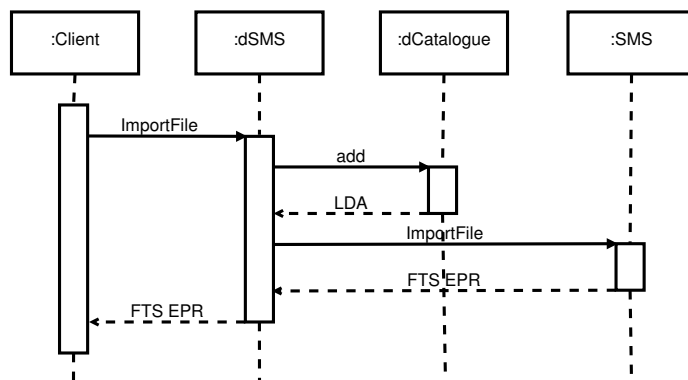 :Client
:dSMS
:dCatalogue
:SMS
ImportFile
add
LDA
ImportFile
FTS EPR
FTS EPR